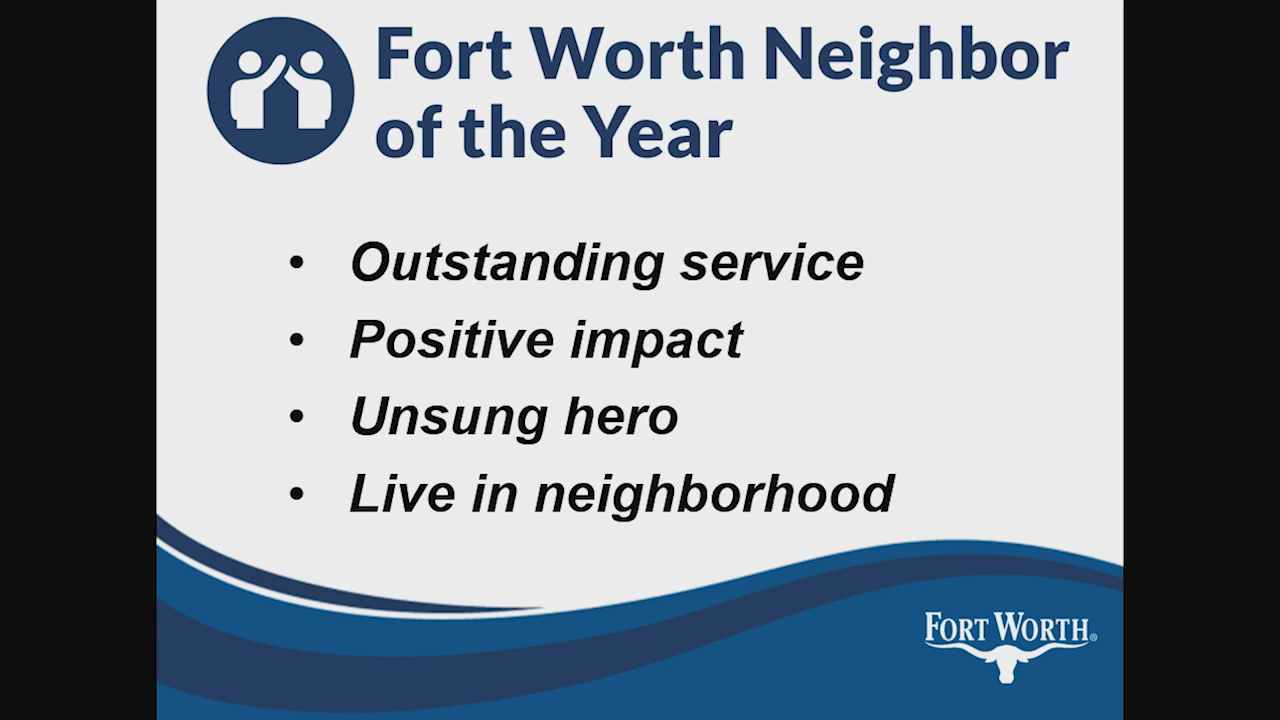 Fort Worth Neighbor
of the Year
• Outstanding service
• Positive impact
• Unsung hero
• Live in neighborhood
FORT WORTH®